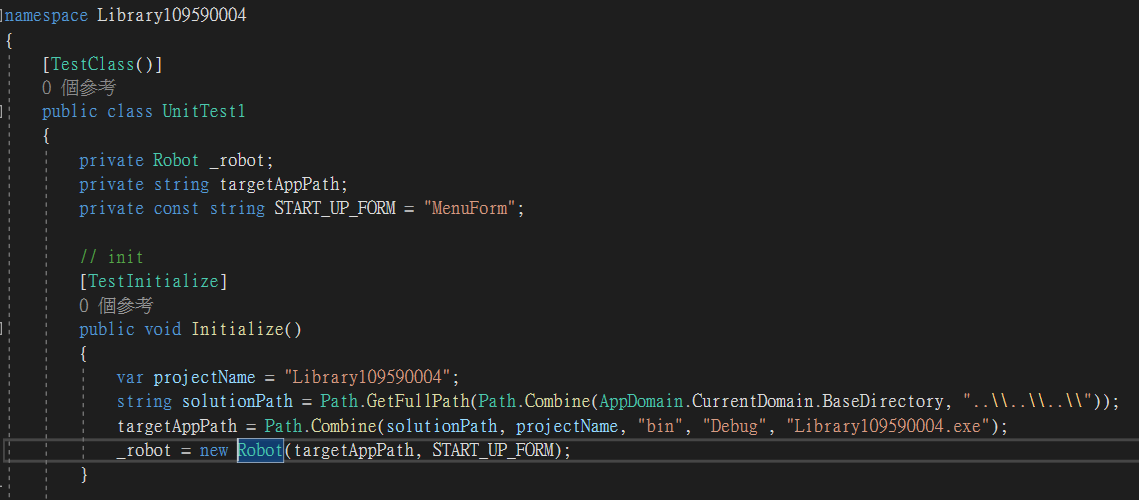 namespace Library109590004
{
[TestClass()]
0 個參考
public class UnitTest1
{
private Robot _robot;
private string targetAppPath;
private const string START_UP_FORM = "MenuForm";
// init
[TestInitialize]
0 個參考
public void Initialize()
{
var projectName = "Library109590004";
string solutionPath = Path.GetFullPath(Path.Combine(AppDomain.CurrentDomain.BaseDirectory, "..\\..\\..\\"));
targetAppPath = Path.Combine(solutionPath, projectName, "bin", "Debug", "Library109590004.exe");
_robot = new Robot(targetAppPath, START_UP_FORM);
}